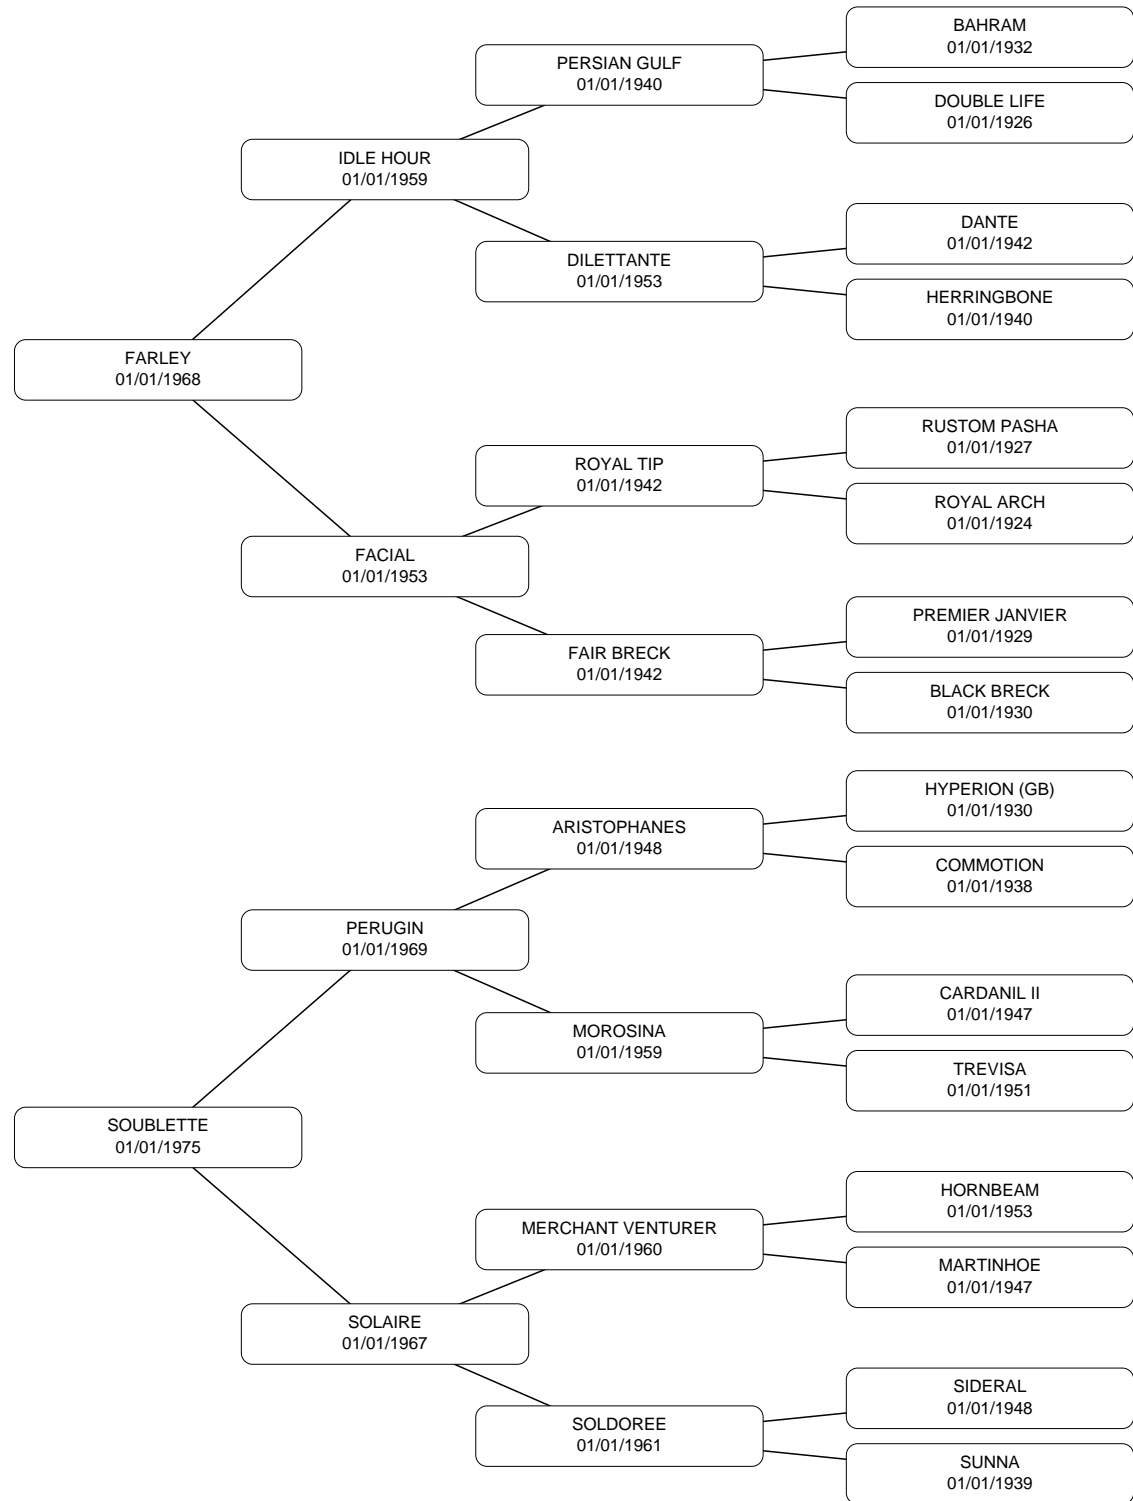 BAHRAM
01/01/1932
PERSIAN GULF
01/01/1940
DOUBLE LIFE
01/01/1926
IDLE HOUR
01/01/1959
DANTE
01/01/1942
DILETTANTE
01/01/1953
HERRINGBONE
01/01/1940
FARLEY
01/01/1968
RUSTOM PASHA
01/01/1927
ROYAL TIP
01/01/1942
ROYAL ARCH
01/01/1924
FACIAL
01/01/1953
PREMIER JANVIER
01/01/1929
FAIR BRECK
01/01/1942
BLACK BRECK
01/01/1930
HYPERION (GB)
01/01/1930
ARISTOPHANES
01/01/1948
COMMOTION
01/01/1938
PERUGIN
01/01/1969
CARDANIL II
01/01/1947
MOROSINA
01/01/1959
TREVISA
01/01/1951
SOUBLETTE
01/01/1975
HORNBEAM
01/01/1953
MERCHANT VENTURER
01/01/1960
MARTINHOE
01/01/1947
SOLAIRE
01/01/1967
SIDERAL
01/01/1948
SOLDOREE
01/01/1961
SUNNA
01/01/1939